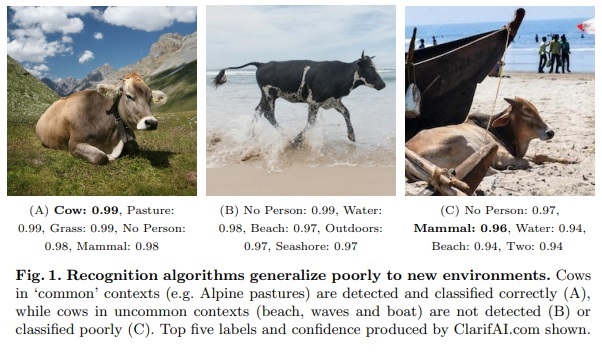 (A) Cow: 0.99, Pasture:
0.99, Grass: 0.99, No Person:
0.98, Mammal: 0.98
(B) No Person: 0.99, Water:
0.98, Beach: 0.97, Outdoors:
0.97, Seashore: 0.97
(C) No Person: 0.97,
Mammal: 0.96, Water: 0.94,
Beach: 0.94, Two: 0.94
Fig. 1. Recognition algorithms generalize poorly to new environments. Cows
in ‘common’ contexts (e.g. Alpine pastures) are detected and classified correctly (A),
while cows in uncommon contexts (beach, waves and boat) are not detected (B) or
classified poorly (C). Top five labels and confidence produced by ClarifAI.com shown.